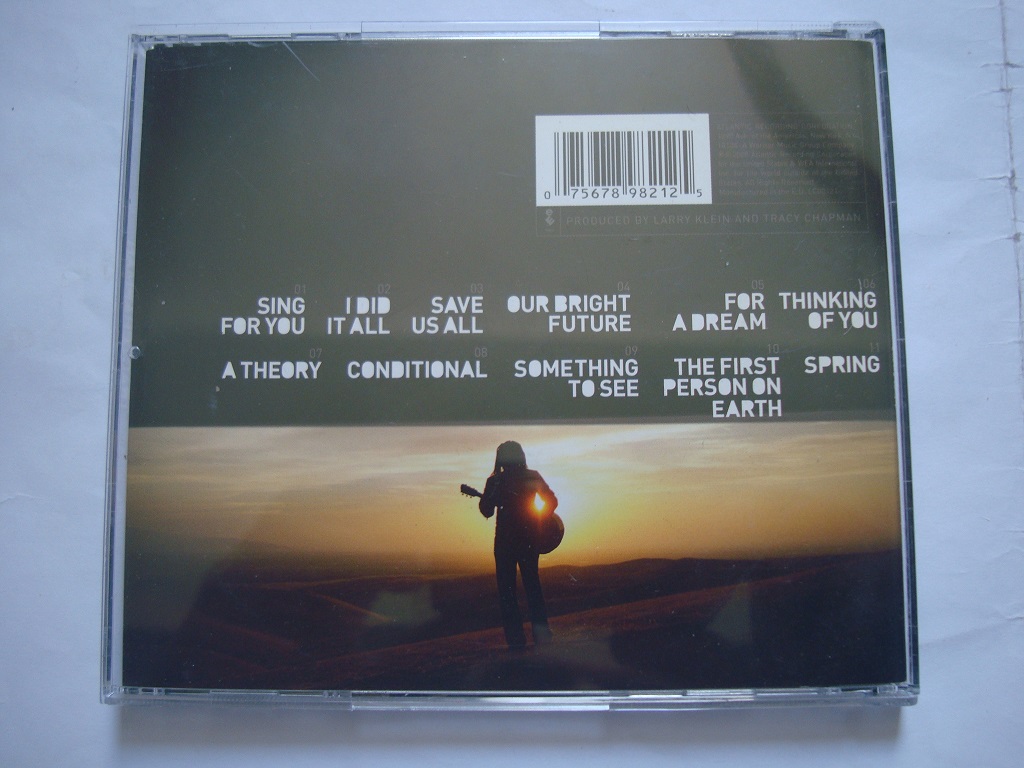 0 75678 98212 5
PRODUCED BY LARRY KLEIN AND TRACY CHAPMAN
01
SING
FOR YOU
02
I DID
IT ALL
03
SAVE
US ALL
04
OUR BRIGHT
FUTURE
05
FOR
A DREAM
06
THINKING
OF YOU
07
A THEORY
08
CONDITIONAL
09
SOMETHING
TO SEE
10
THE FIRST
PERSON ON
EARTH
11
SPRING